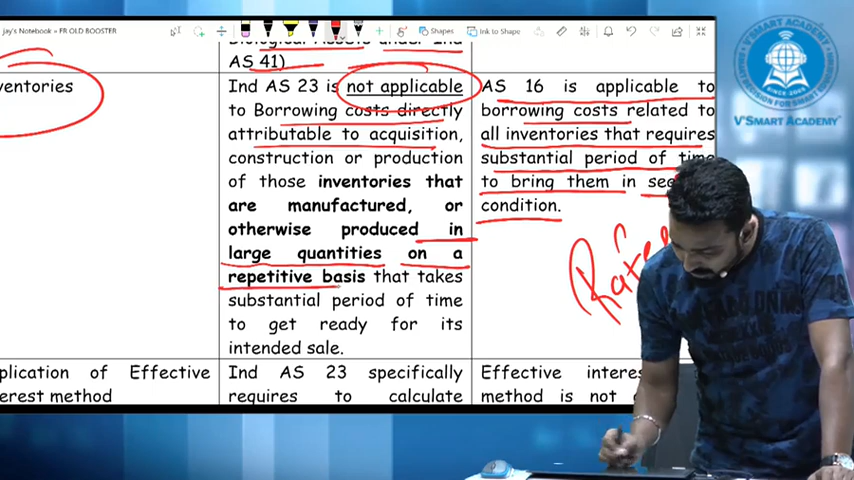 jay's Notebook » FR OLD BOOSTER
Shapes
Ink to Shape
V'SMART ACADEMY
SINCE-2009
V'SMART ACADEMY®
AS 41)
Ind AS 23 is not applicable
to Borrowing costs directly
attributable to acquisition,
construction or production
of those inventories that
are manufactured, or
otherwise produced in
large quantities on a
repetitive basis that takes
substantial period of time
to get ready for its
intended sale.
AS 16 is applicable to
borrowing costs related to
all inventories that requires
substantial period of time
to bring them in
condition.
of Effective
method
Ind AS 23 specifically
requires to calculate
Effective
method is not